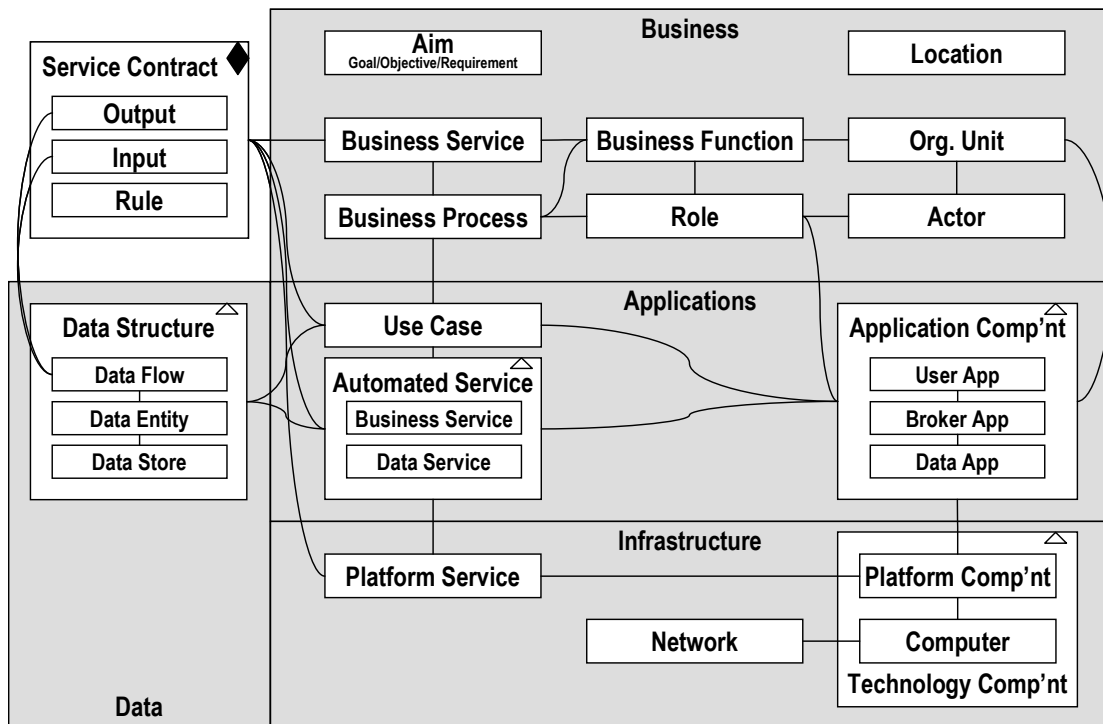 Business
Aim
Goal/Objective/Requirement
Location
Service Contract
Output
Input
Rule
Business Service
Business Function
Org. Unit
Business Process
Role
Actor
Applications
Data Structure
Data Flow
Data Entity
Data Store
Use Case
Automated Service
Business Service
Data Service
Application Comp'nt
User App
Broker App
Data App
Infrastructure
Platform Service
Platform Comp'nt
Network
Computer
Technology Comp'nt
Data